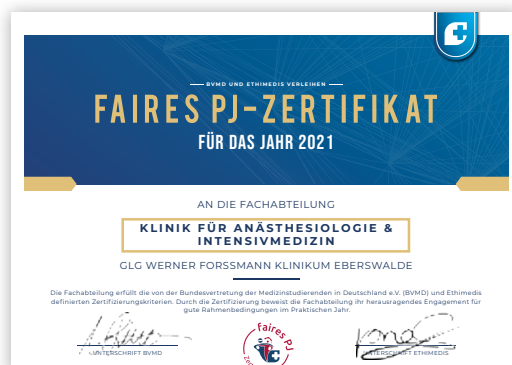 BVMD UND ETHIMEDIS VERLEIHEN
FAIRES PJ-ZERTIFIKAT
FÜR DAS JAHR 2021
AN DIE FACHABTEILUNG
KLINIK FÜR ANÄSTHESIOLOGIE &
INTENSIVMEDIZIN
GLG WERNER FORSSMANN KLINIKUM EBERSWALDE
Die Fachabteilung erfüllt die von der Bundesvertretung der Medizinstudierenden in Deutschland e.V. (BVMD) und Ethimedis
definierten Zertifizierungskriterien. Durch die Zertifizierung beweist die Fachabteilung ihr herausragendes Engagement für
gute Rahmenbedingungen im Praktischen Jahr.
Faires PJ
UNTERSCHRIFT BVMD
UNTERSCHRIFT ETHIMEDIS